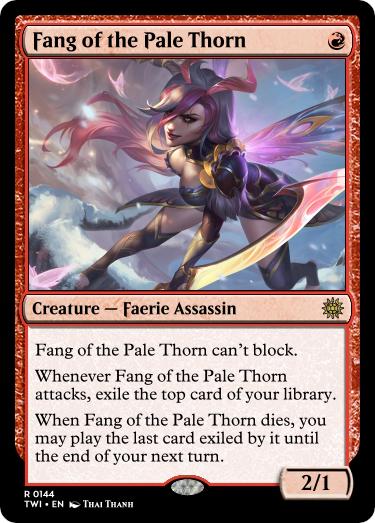 Fang of the Pale Thorn
Creature — Faerie Assassin
Fang of the Pale Thorn can't block.
Whenever Fang of the Pale Thorn
attacks, exile the top card of your library.
When Fang of the Pale Thorn dies, you
may play the last card exiled by it until
the end of your next turn.
2/1
R 0144
TWI • EN Thai Thanh